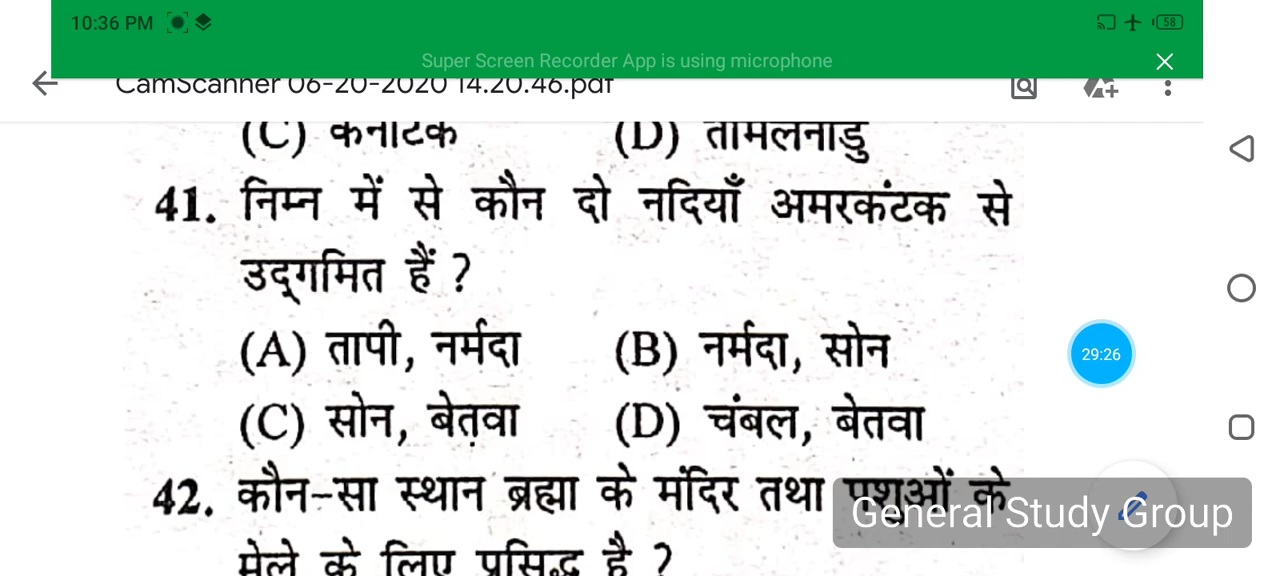 10:36 PM
58
Super Screen Recorder App is using microphone
CamScanner 06-20-2020 14.20.46.pdf
(C) कर्नाटक (D) तमिलनाडु
41. निम्न में से कौन दो नदियाँ अमरकंटक से
उद्गमित हैं ?
(A) तापी, नर्मदा (B) नर्मदा, सोन
29:26
(C) सोन, बेतवा (D) चंबल, बेतवा
42. कौन-सा स्थान ब्रह्मा के मंदिर तथा पशुओं के
General Study Group
मेले के लिए प्रसिद्ध है ?